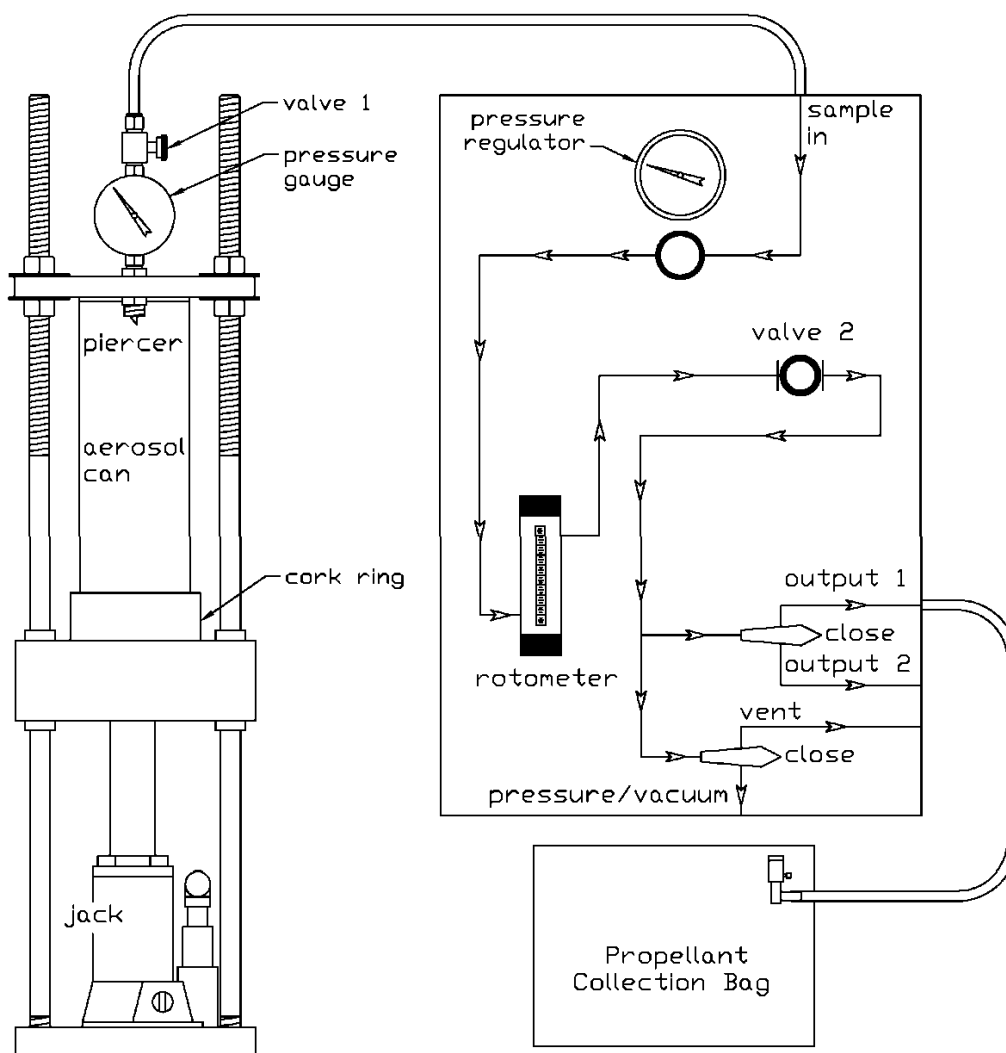 valve 1
pressure
gauge
piercer
aerosol
can
cork ring
jack
sample
in
pressure
regulator
valve 2
rotometer
output 1
close
output 2
vent
close
pressure/vacuum
Propellant
Collection Bag